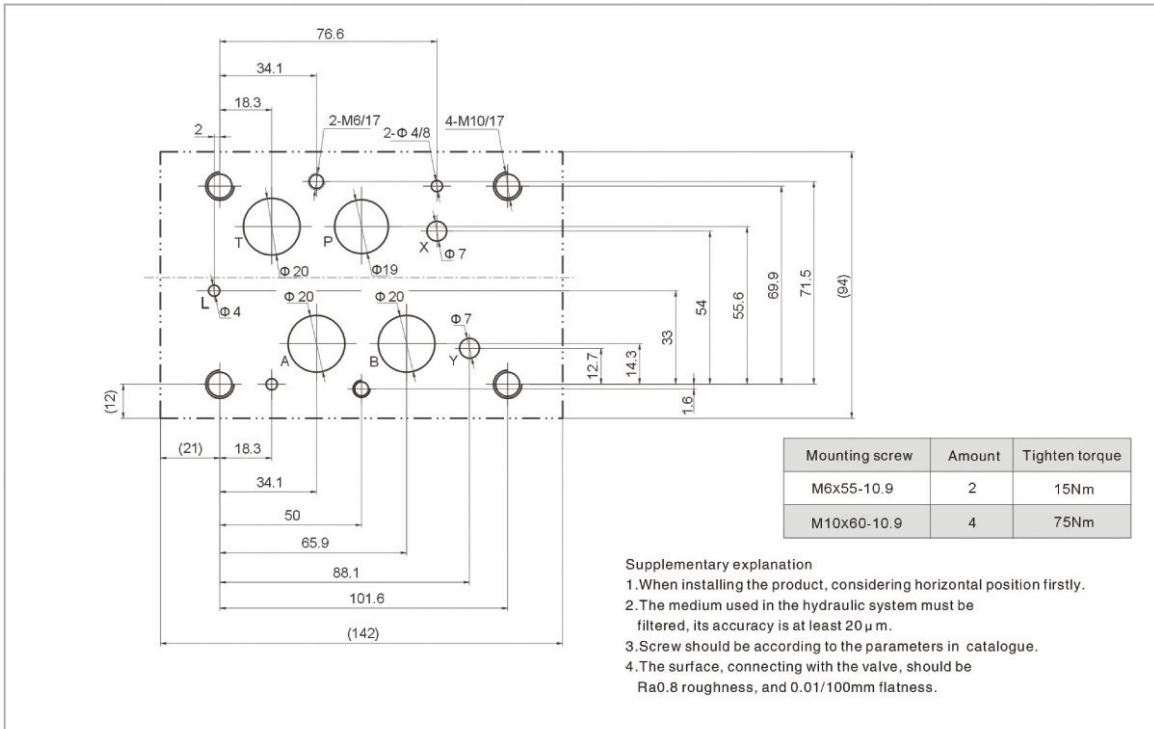 76.6
34.1
18.3
2
2-M6/17
2-Φ 4/8
4-M10/17
T
P
X
Φ 7
Φ 20
Φ19
L
Φ 4
Φ 20
Φ 20
Φ 7
A
B
Y
12.7
14.3
33
54
55.6
69.9
71.5
(94)
1.6
(12)
(21)
18.3
34.1
50
65.9
88.1
101.6
(142)
Mounting screw Amount Tighten torque
M6x55-10.9 2 15Nm
M10x60-10.9 4 75Nm
Supplementary explanation
1.When installing the product, considering horizontal position firstly.
2.The medium used in the hydraulic system must be
filtered, its accuracy is at least 20μm.
3.Screw should be according to the parameters in catalogue.
4.The surface, connecting with the valve, should be
Ra0.8 roughness, and 0.01/100mm flatness.